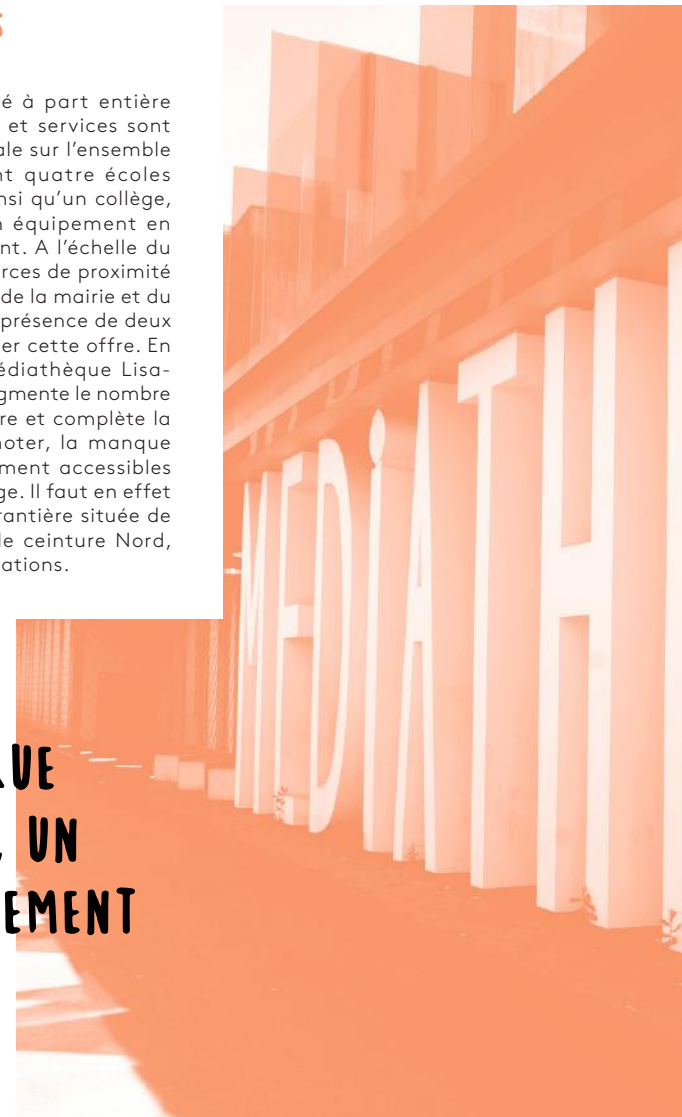 S
é à part entière
et services sont
ale sur l’ensemble
nt quatre écoles
nsi qu’un collège,
n équipement en
nt. A l’échelle du
rces de proximité
de la mairie et du
présence de deux
er cette offre. En
édiathèque Lisa-
gmente le nombre
re et complète la
noter, la manque
ment accessibles
ge. Il faut en effet
rantière située de
le ceinture Nord,
ations.
MEDiATH
UE
UN
EMENT